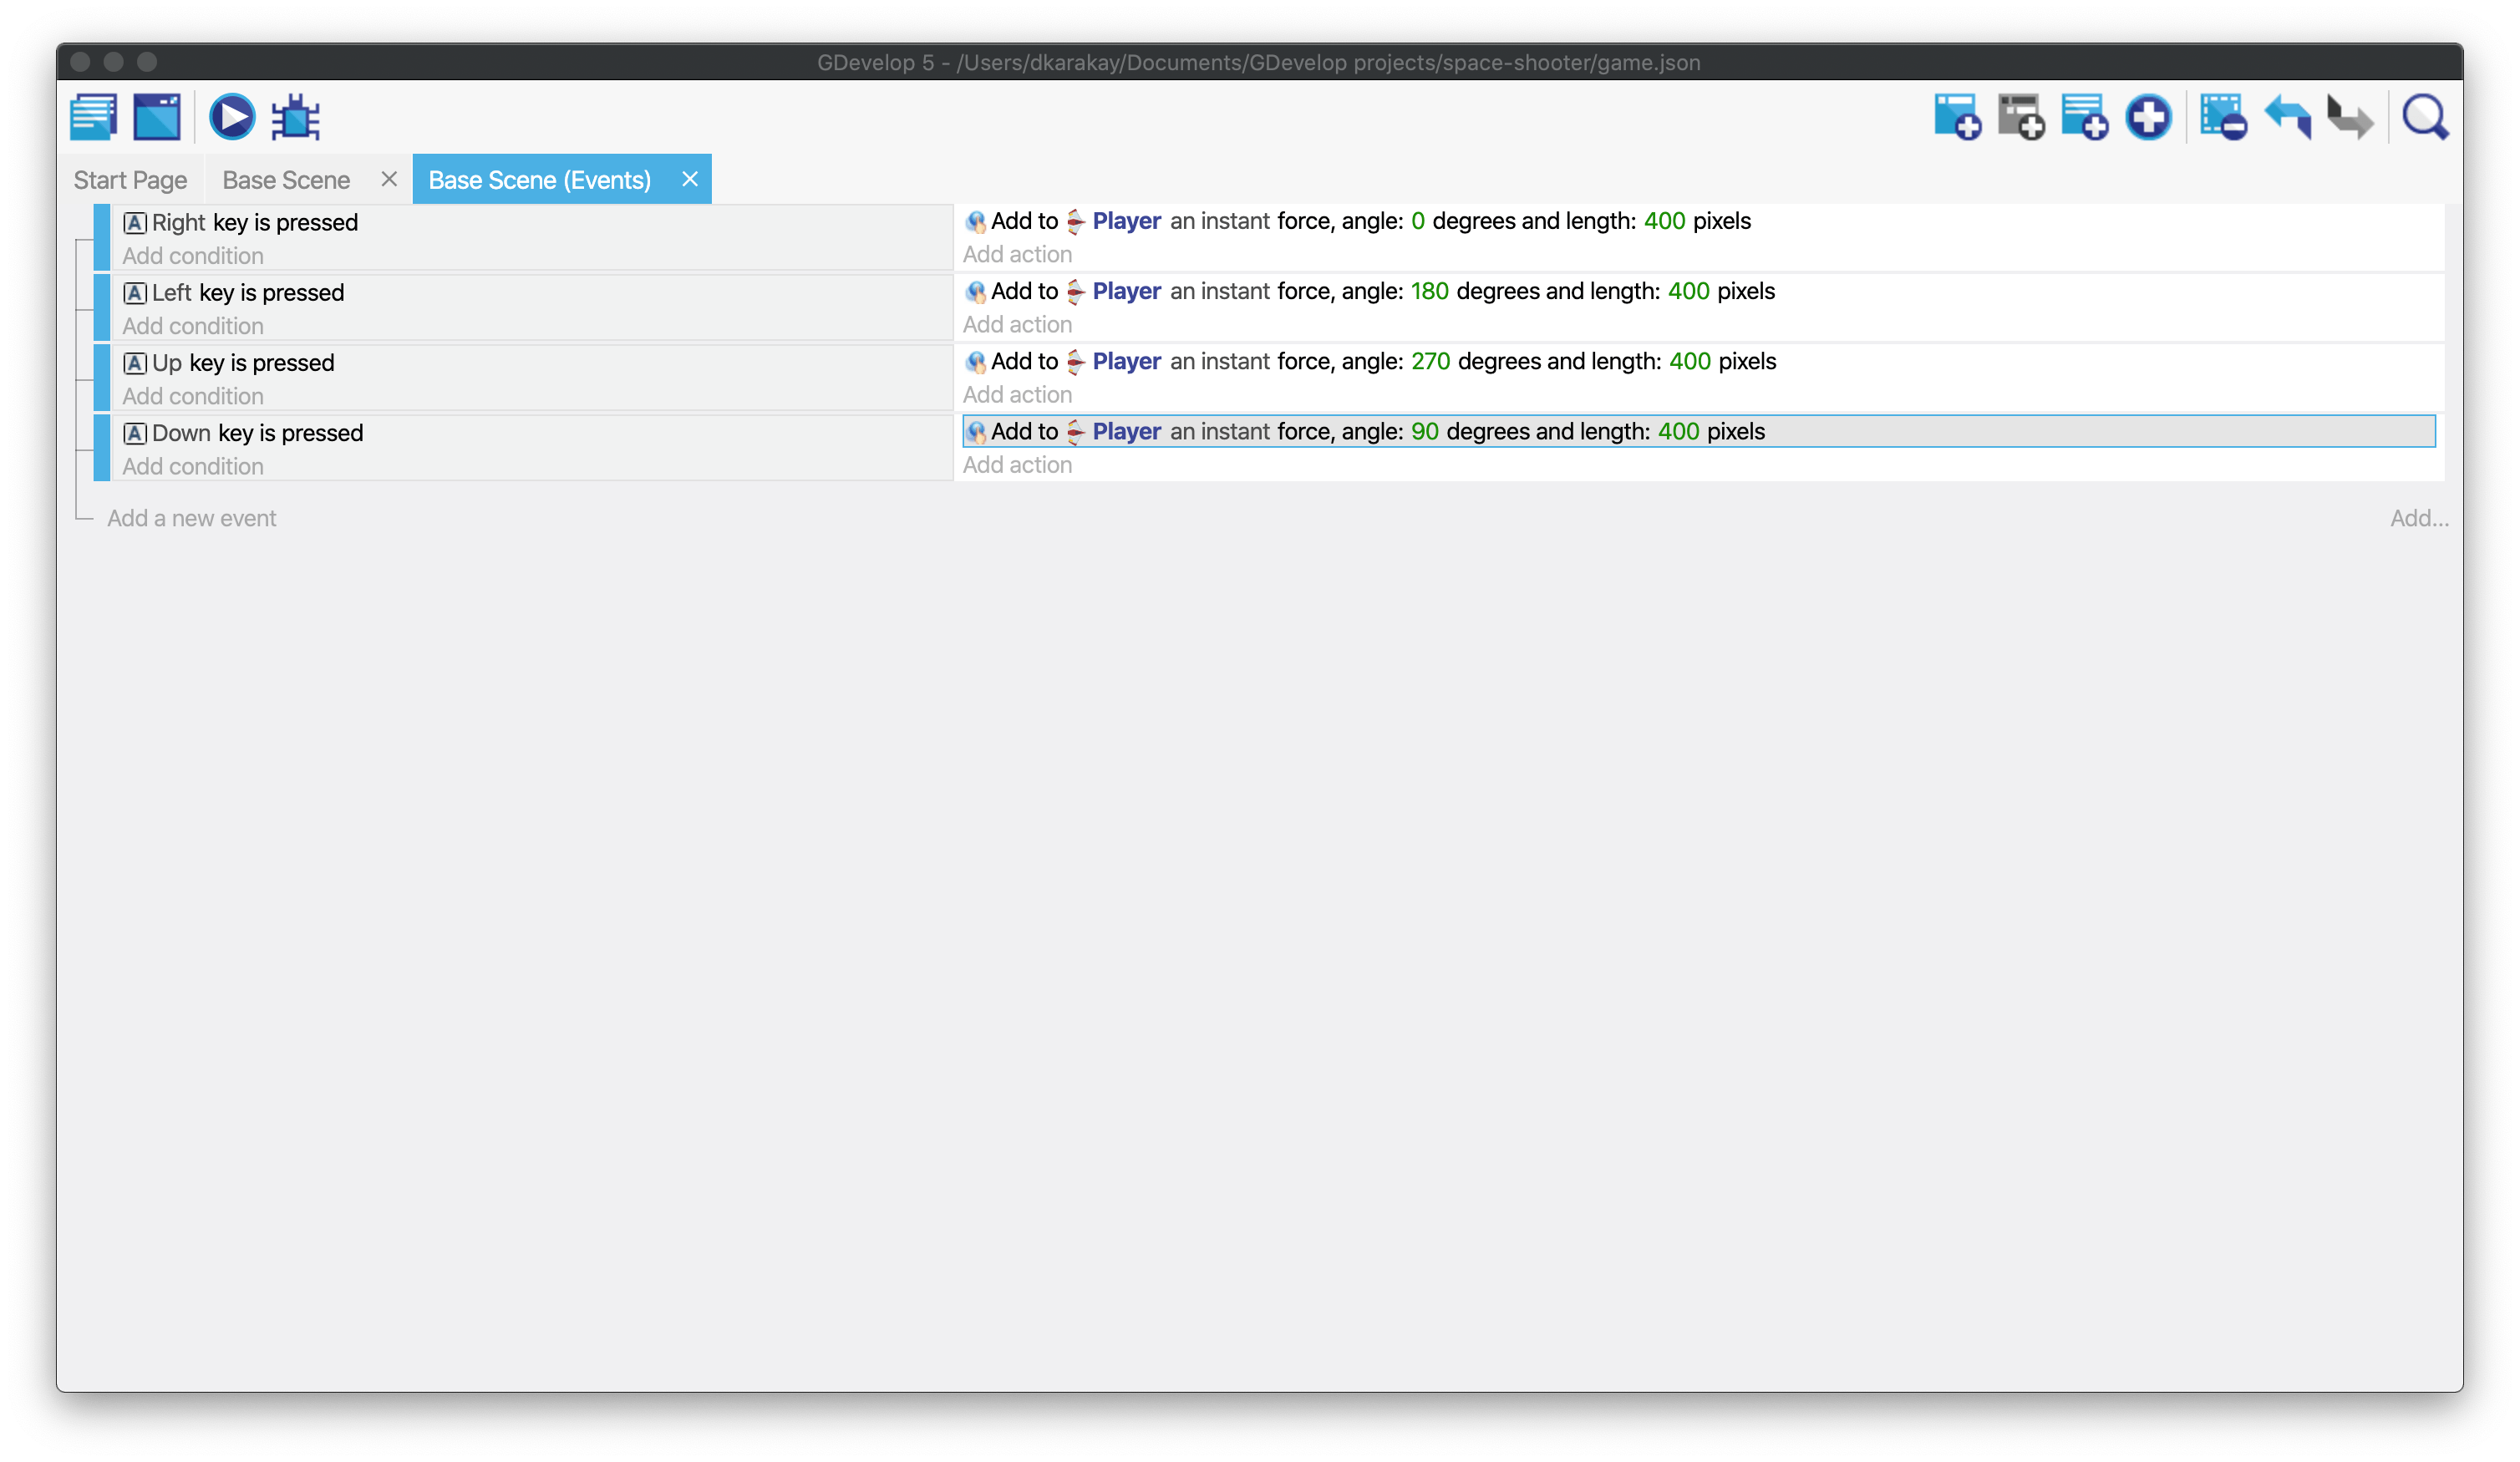 GDevelop 5 - /Users/dkarakay/Documents/GDevelop projects/space-shooter/game.json
Start Page Base Scene Base Scene (Events)
A Right key is pressed Add to Player an instant force, angle: 0 degrees and length: 400 pixels
Add condition Add action
A Left key is pressed Add to Player an instant force, angle: 180 degrees and length: 400 pixels
Add condition Add action
A Up key is pressed Add to Player an instant force, angle: 270 degrees and length: 400 pixels
Add condition Add action
A Down key is pressed Add to Player an instant force, angle: 90 degrees and length: 400 pixels
Add condition Add action
Add a new event Add...